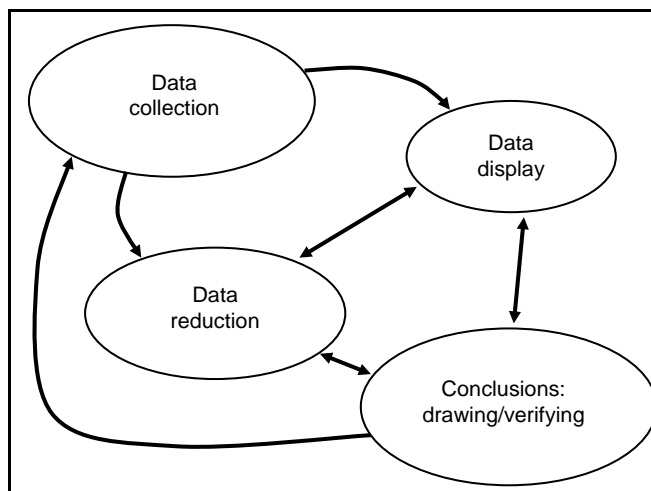 Data
collection
Data
display
Data
reduction
Conclusions:
drawing/verifying